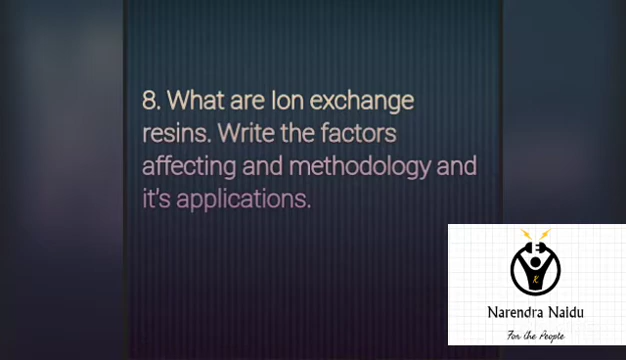 8. What are Ion exchange
resins. Write the factors
affecting and methodology and
it's applications.
K
Narendra Naidu
For the People